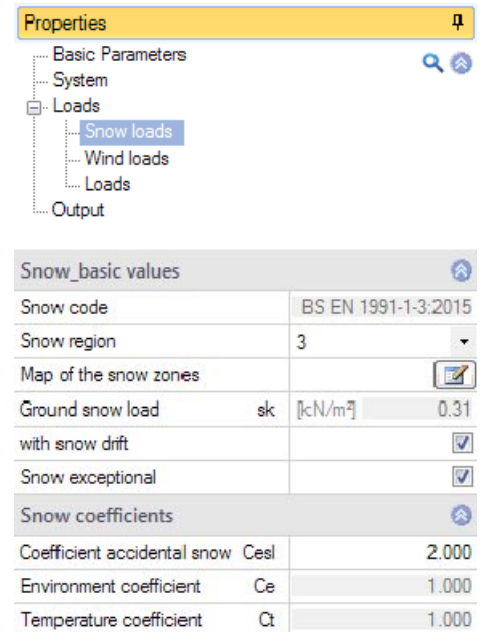 Properties
Basic Parameters
System
Loads
Snow loads
Wind loads
Loads
Output
Snow_basic values
Snow code BS EN 1991-1-3:2015
Snow region 3
Map of the snow zones
Ground snow load sk [kN/m²] 0.31
with snow drift
Snow exceptional
Snow coefficients
Coefficient accidental snow Cesl 2.000
Environment coefficient Ce 1.000
Temperature coefficient Ct 1.000